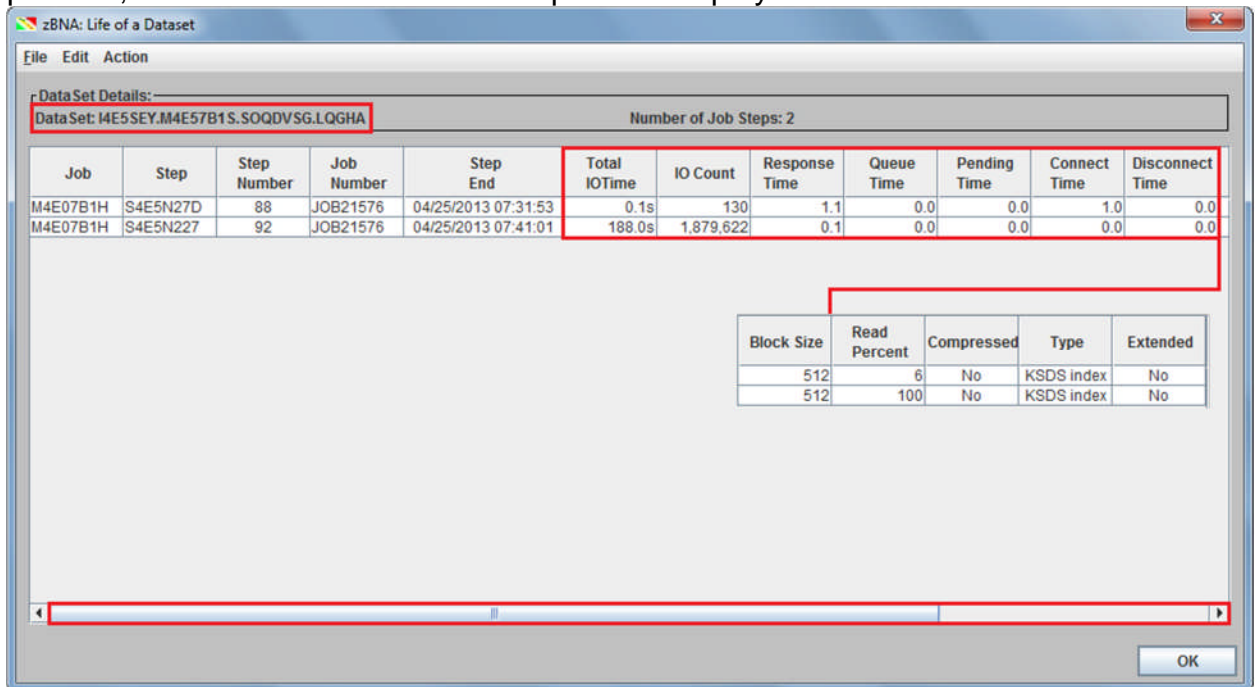 zBNA: Life of a Dataset
File Edit Action
DataSet Details:
DataSet: I4E5SEY.M4E57B1S.SOQDVSG.LQGHA Number of Job Steps: 2
Job Step Step Number Job Number Step End Total IOTime IO Count Response Time Queue Time Pending Time Connect Time Disconnect Time
M4E07B1H S4E5N27D 88 JOB21576 04/25/2013 07:31:53 0.1s 130 1.1 0.0 0.0 1.0 0.0
M4E07B1H S4E5N227 92 JOB21576 04/25/2013 07:41:01 188.0s 1,879,622 0.1 0.0 0.0 0.0 0.0
Block Size Read Percent Compressed Type Extended
512 6 No KSDS index No
512 100 No KSDS index No
OK